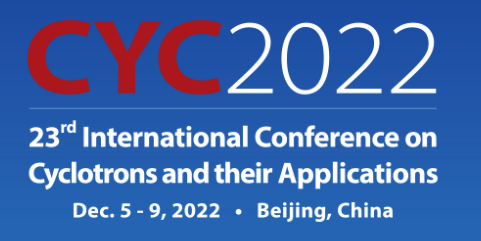 CYC2022
23rd International Conference on
Cyclotrons and their Applications
Dec. 5 - 9, 2022 • Beijing, China